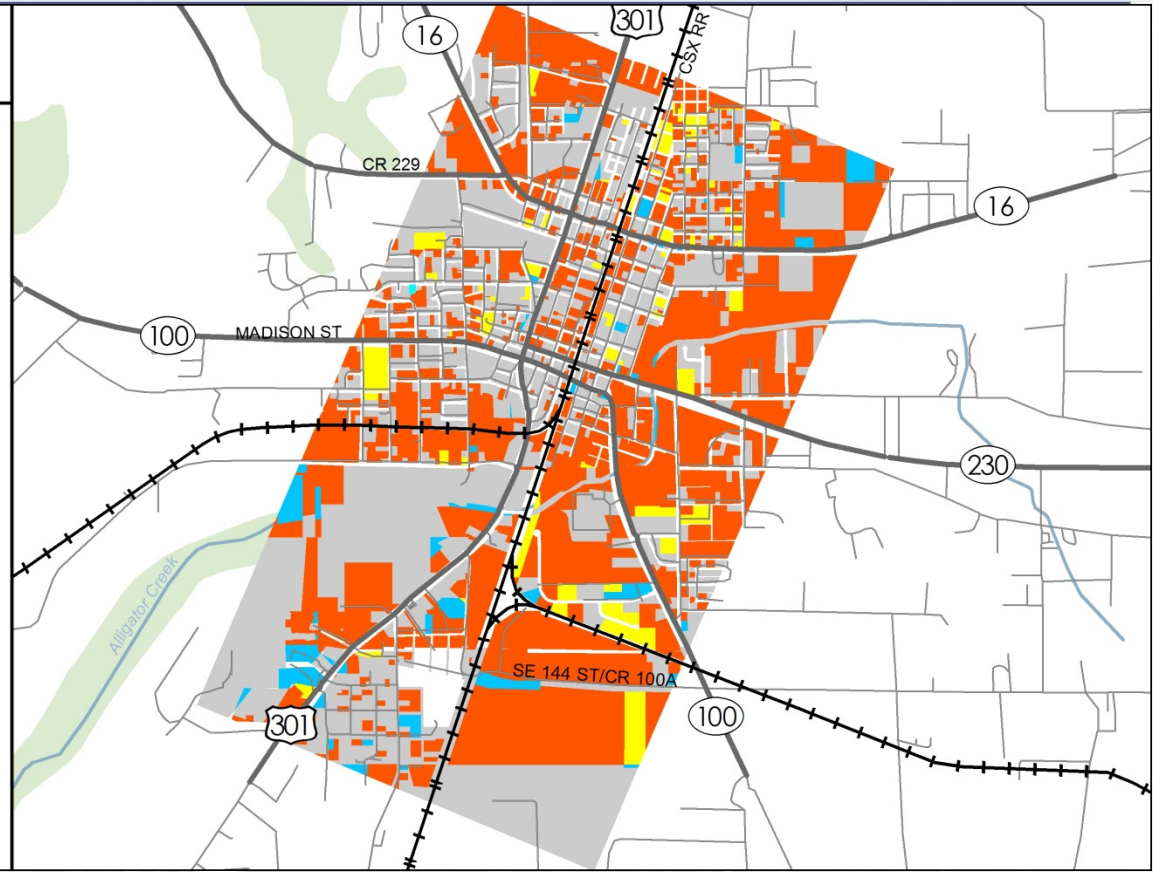 301
16
CSX RR
CR 229
16
100
MADISON ST
230
Alligator Creek
SE 144 ST/CR 100A
301
100